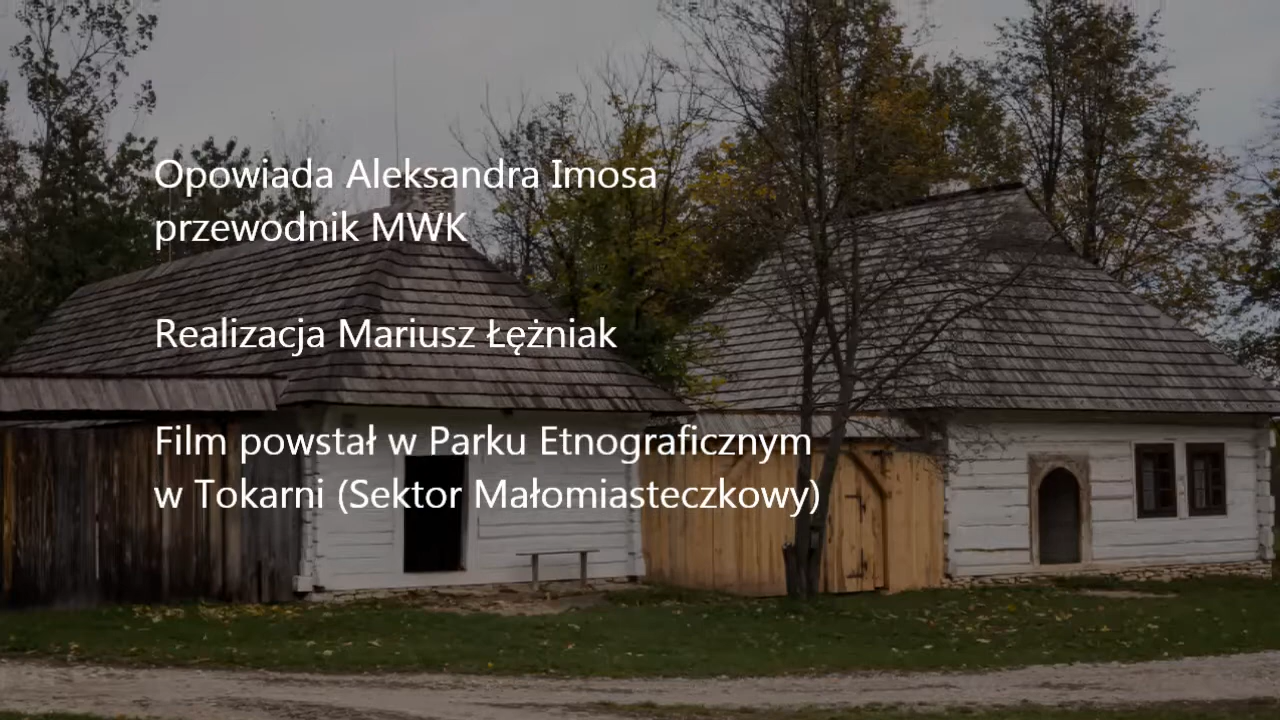 Opowiada Aleksandra Imosa
przewodnik MWK
Realizacja Mariusz Łężniak
Film powstał w Parku Etnograficznym
w Tokarni (Sektor Małomiasteczkowy)